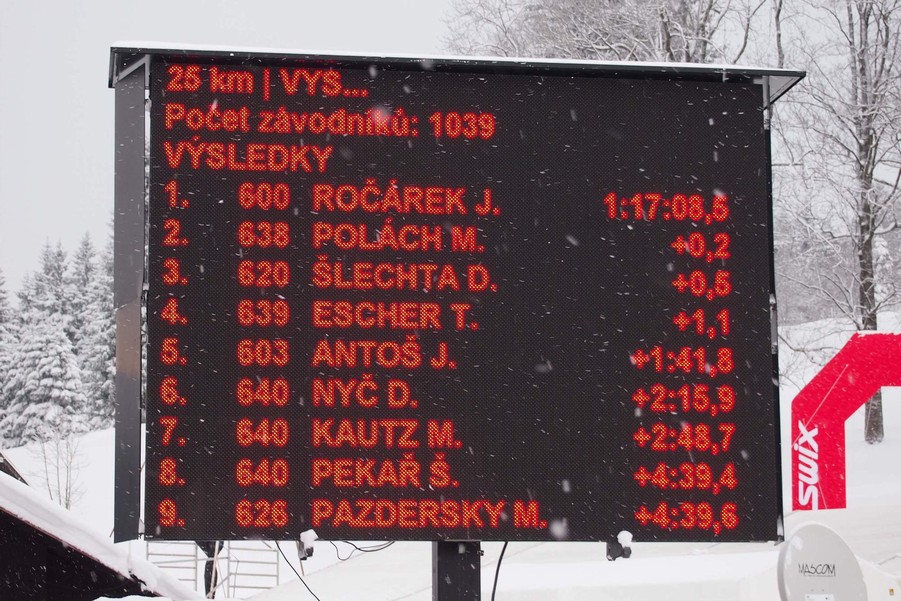 25 km | VYŠ...
Počet závodníků: 1039
VÝSLEDKY
1. 600 ROČÁREK J. 1:17:08,5
2. 638 POLÁCH M. +0,2
3. 620 ŠLECHTA D. +0,5
4. 639 ESCHER T. +1,1
5. 603 ANTOŠ J. +1:41,8
6. 640 NYČ D. +2:15,9
7. 640 KAUTZ M. +2:48,7
8. 640 PEKAŘ Š. +4:39,4
9. 626 PAZDERSKY M. +4:39,6
swix
MASCOM